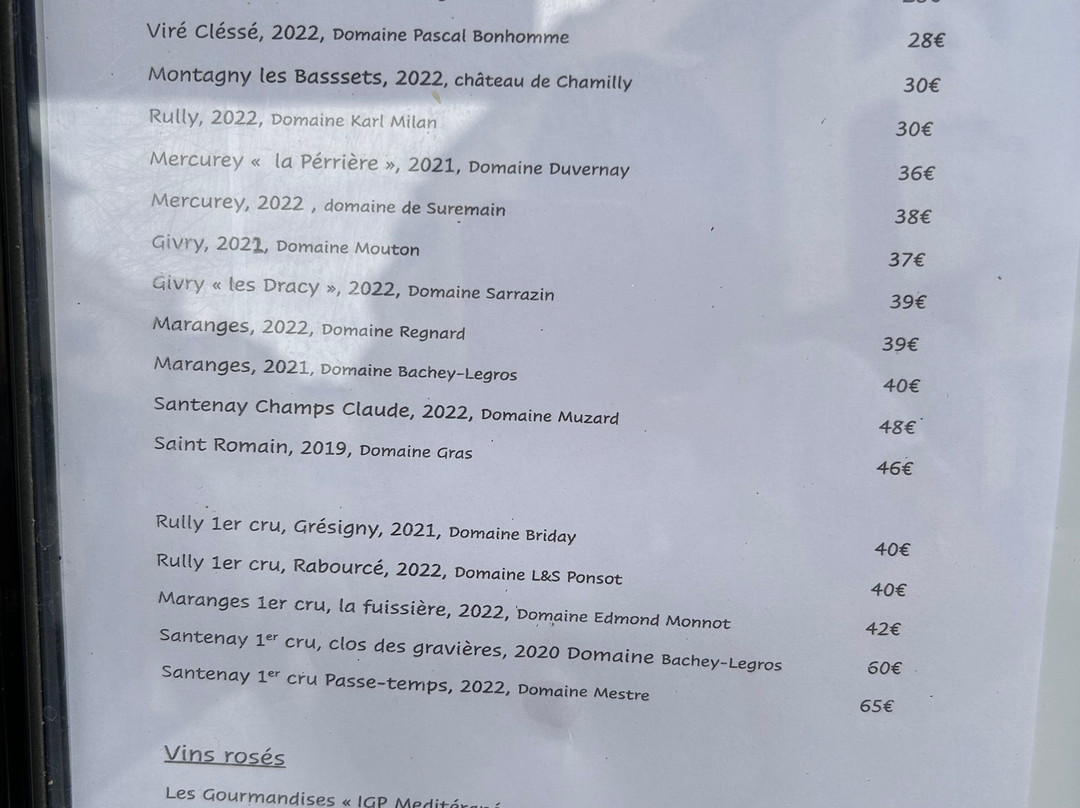 Viré Cléssé, 2022, Domaine Pascal Bonhomme 28€
Montagny les Basssets, 2022, château de Chamilly 30€
Rully, 2022, Domaine Karl Milan 30€
Mercurey « la Pérrière », 2021, Domaine Duvernay 36€
Mercurey, 2022 , domaine de Suremain 38€
Givry, 2022, Domaine Mouton 37€
Givry « les Dracy », 2022, Domaine Sarrazin 39€
Maranges, 2022, Domaine Regnard 39€
Maranges, 2021, Domaine Bachey-Legros 40€
Santenay Champs Claude, 2022, Domaine Muzard 48€
Saint Romain, 2019, Domaine Gras 46€
Rully 1er cru, Grésigny, 2021, Domaine Briday 40€
Rully 1er cru, Rabourcé, 2022, Domaine L&S Ponsot 40€
Maranges 1er cru, la fuissière, 2022, Domaine Edmond Monnot 42€
Santenay 1er cru, clos des gravières, 2020 Domaine Bachey-Legros 60€
Santenay 1er cru Passe-temps, 2022, Domaine Mestre 65€
Vins rosés
Les Gourmandises « IGP